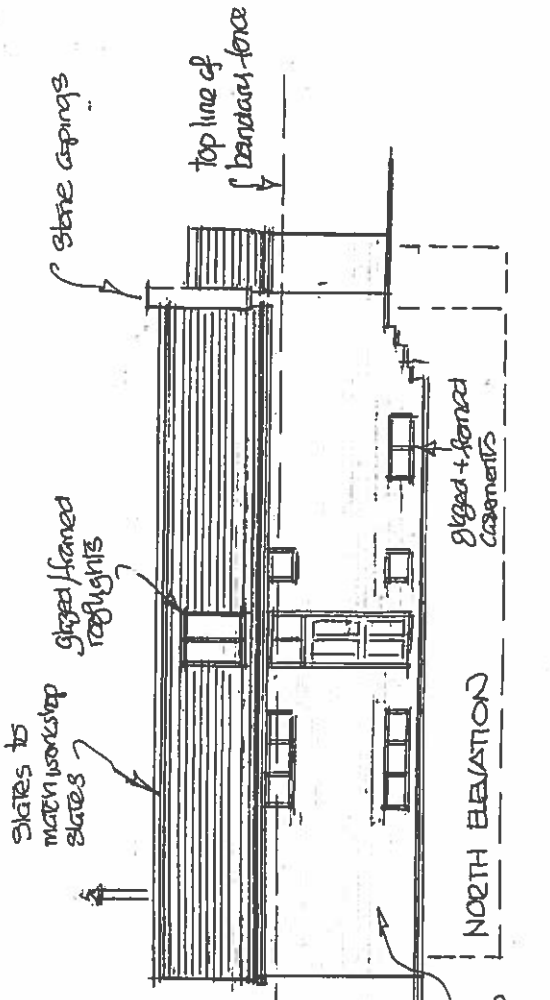 Slates to
match workshop
slates
glazed/framed
rooflights
stone copings
top line of
boundary fence
glazed + framed
casements
NORTH ELEVATION